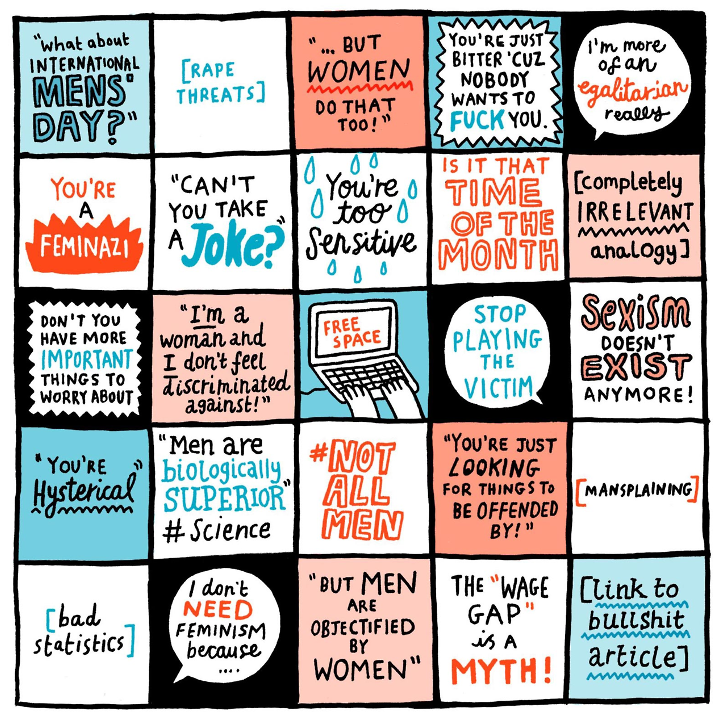 "What about
INTERNATIONAL
MENS'
DAY?"
[RAPE
THREATS]
"... BUT
WOMEN
DO THAT
TOO!"
YOU'RE JUST
BITTER 'CUZ
NOBODY
WANTS TO
FUCK YOU.
I'm more
of an
egalitarian
really
YOU'RE
A
FEMINAZI
"CAN'T
YOU TAKE
A Joke?"
You're
too
Sensitive
IS IT THAT
TIME
OF THE
MONTH
[completely
IRRELEVANT
analogy]
DON'T YOU
HAVE MORE
IMPORTANT
THINGS TO
WORRY ABOUT
"I'm a
woman and
I don't feel
discriminated
against!"
FREE
SPACE
STOP
PLAYING
THE
VICTIM
SEXISM
DOESN'T
EXIST
ANYMORE!
"YOU'RE
Hysterical"
"Men are
biologically
SUPERIOR"
# Science
#NOT
ALL
MEN
"YOU'RE JUST
LOOKING
FOR THINGS TO
BE OFFENDED
BY!"
[MANSPLAINING]
[bad
statistics]
I don't
NEED
FEMINISM
because
....
"BUT MEN
ARE
OBJECTIFIED
BY
WOMEN"
THE "WAGE
GAP"
is A
MYTH!
[link to
bullshit
article]